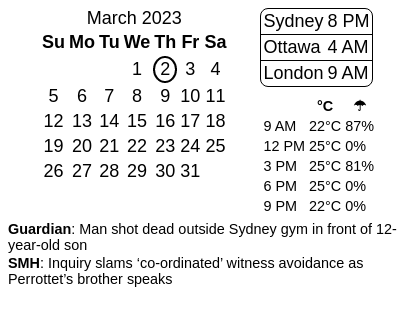 March 2023
Su Mo Tu We Th Fr Sa
1 2 3 4
5 6 7 8 9 10 11
12 13 14 15 16 17 18
19 20 21 22 23 24 25
26 27 28 29 30 31
Sydney 8 PM
Ottawa 4 AM
London 9 AM
°C ☂
9 AM 22°C 87%
12 PM 25°C 0%
3 PM 25°C 81%
6 PM 25°C 0%
9 PM 22°C 0%
Guardian: Man shot dead outside Sydney gym in front of 12-
year-old son
SMH: Inquiry slams ‘co-ordinated’ witness avoidance as
Perrottet’s brother speaks